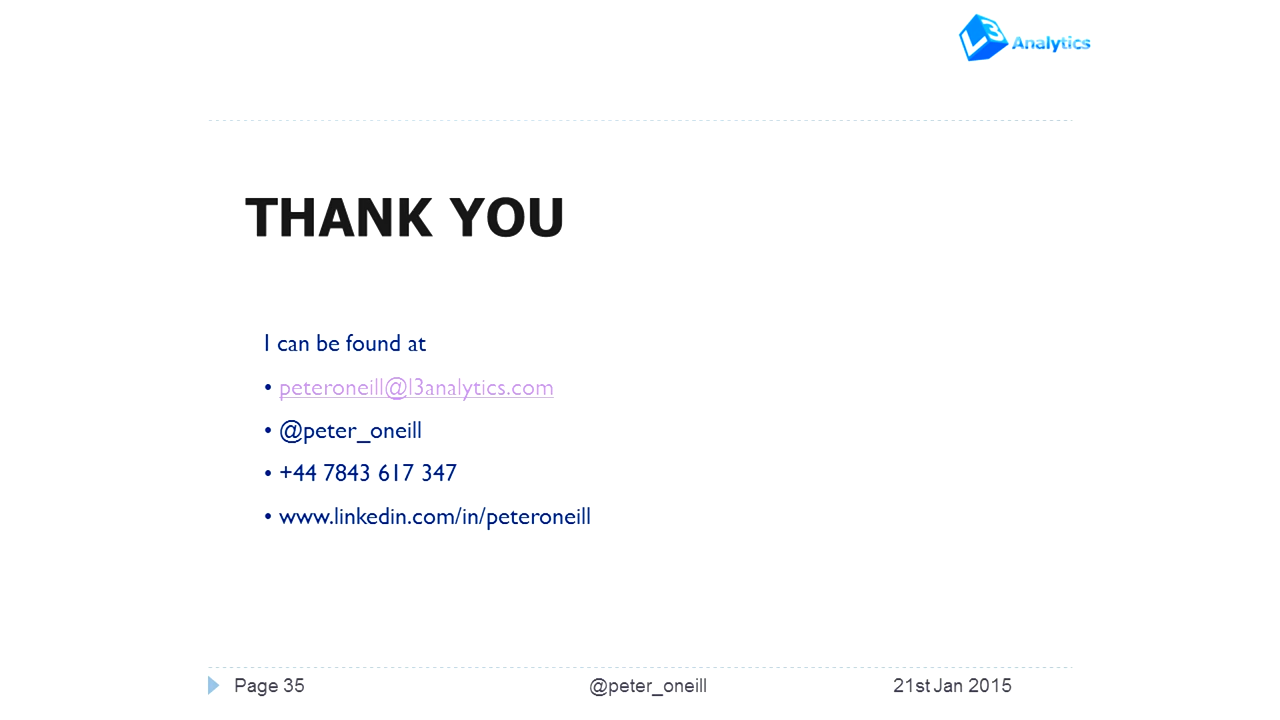 L3 Analytics
THANK YOU
I can be found at
• peteroneill@l3analytics.com
• @peter_oneill
• +44 7843 617 347
• www.linkedin.com/in/peteroneill
Page 35 @peter_oneill 21st Jan 2015